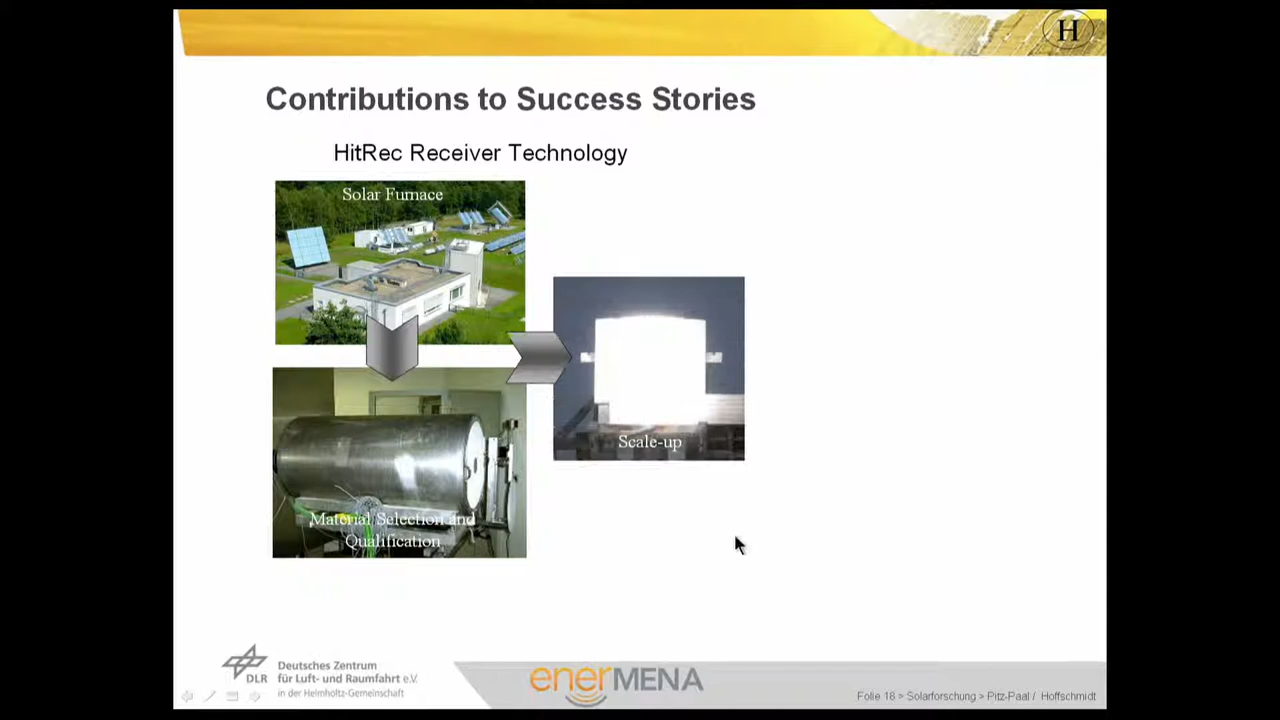 H
Contributions to Success Stories
HitRec Receiver Technology
Solar Furnace
Scale-up
Material Selection and
Qualification
DLR
Deutsches Zentrum
für Luft- und Raumfahrt e.V.
in der Helmholtz-Gemeinschaft
enerMENA
Folie 18 > Solarforschung > Pitz-Paal / Hoffschmidt